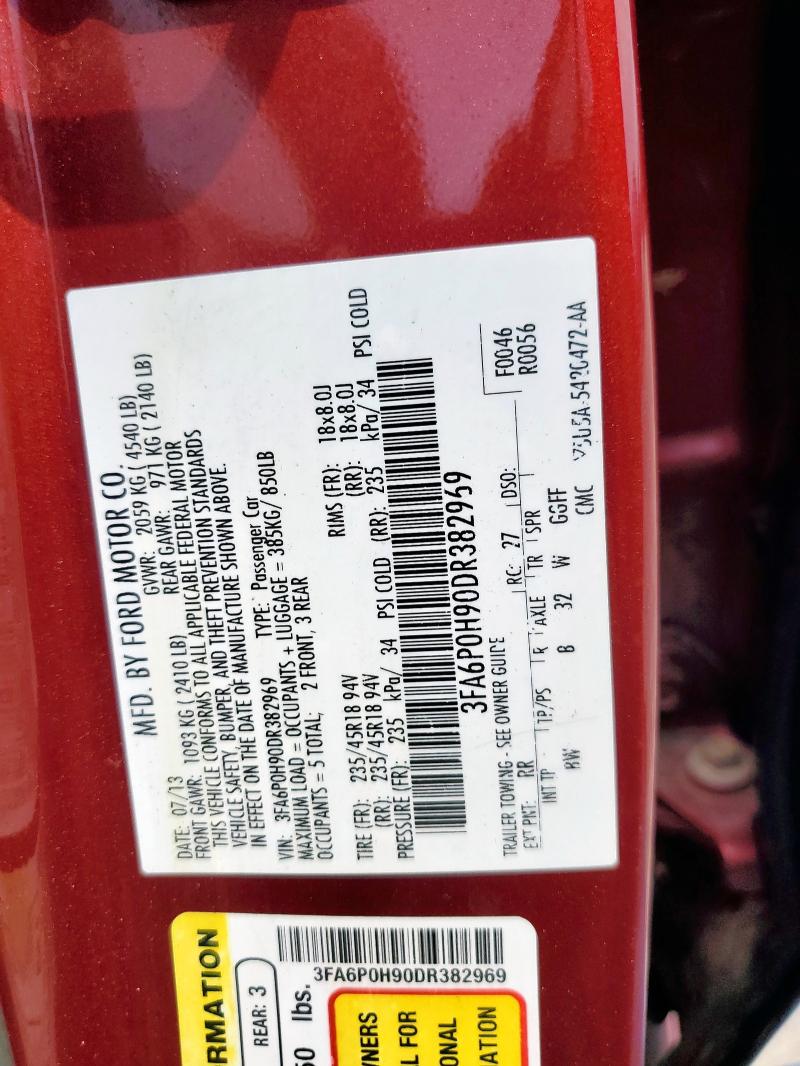 MFD. BY FORD MOTOR CO.
DATE: 07/13 GVWR: 2059 KG ( 4540 LB)
FRONT GAWR: 1093 KG ( 2410 LB) REAR GAWR: 971 KG ( 2140 LB)
THIS VEHICLE CONFORMS TO ALL APPLICABLE FEDERAL MOTOR
VEHICLE SAFETY, BUMPER, AND THEFT PREVENTION STANDARDS
IN EFFECT ON THE DATE OF MANUFACTURE SHOWN ABOVE.
VIN: 3FA6P0H90DR382969 TYPE: Passenger Car
MAXIMUM LOAD = OCCUPANTS + LUGGAGE = 385KG/ 850LB
OCCUPANTS = 5 TOTAL; 2 FRONT, 3 REAR
TIRE (FR): 235/45R18 94V RIMS (FR): 18x8.0J
(RR): 235/45R18 94V (RR): 18x8.0J
PRESSURE (FR): 235 kPa/ 34 PSI COLD (RR): 235 kPa/ 34 PSI COLD
3FA6P0H90DR382969
F0046
R0056
TRAILER TOWING - SEE OWNER GUIDE
EXT PNT: RR RC: 27 DSO:
INT TP TP/PS R AXLE TR SPR
8 32 W GGFF
CMC
RMATION
REAR: 3
lbs.
3FA6P0H90DR382969